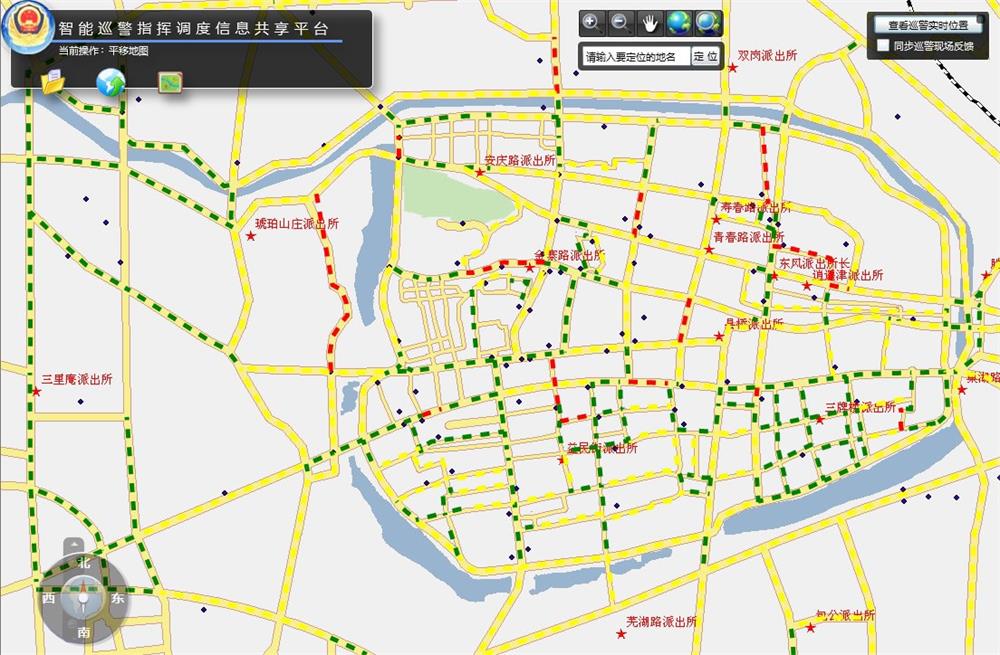 智能巡警指挥调度信息共享平台
当前操作：平移地图
请输入要定位的地名
定 位
查看巡警实时位置
同步巡警现场反馈
双岗派出所
安庆路派出所
琥珀山庄派出所
寿春路派出所
青春路派出所
金寨路派出所
东风派出所长
逍遥津派出所
县桥派出所
三里庵派出所
巢湖路
三牌楼派出所
益民街派出所
芜湖路派出所
包公派出所
北
西
东
南